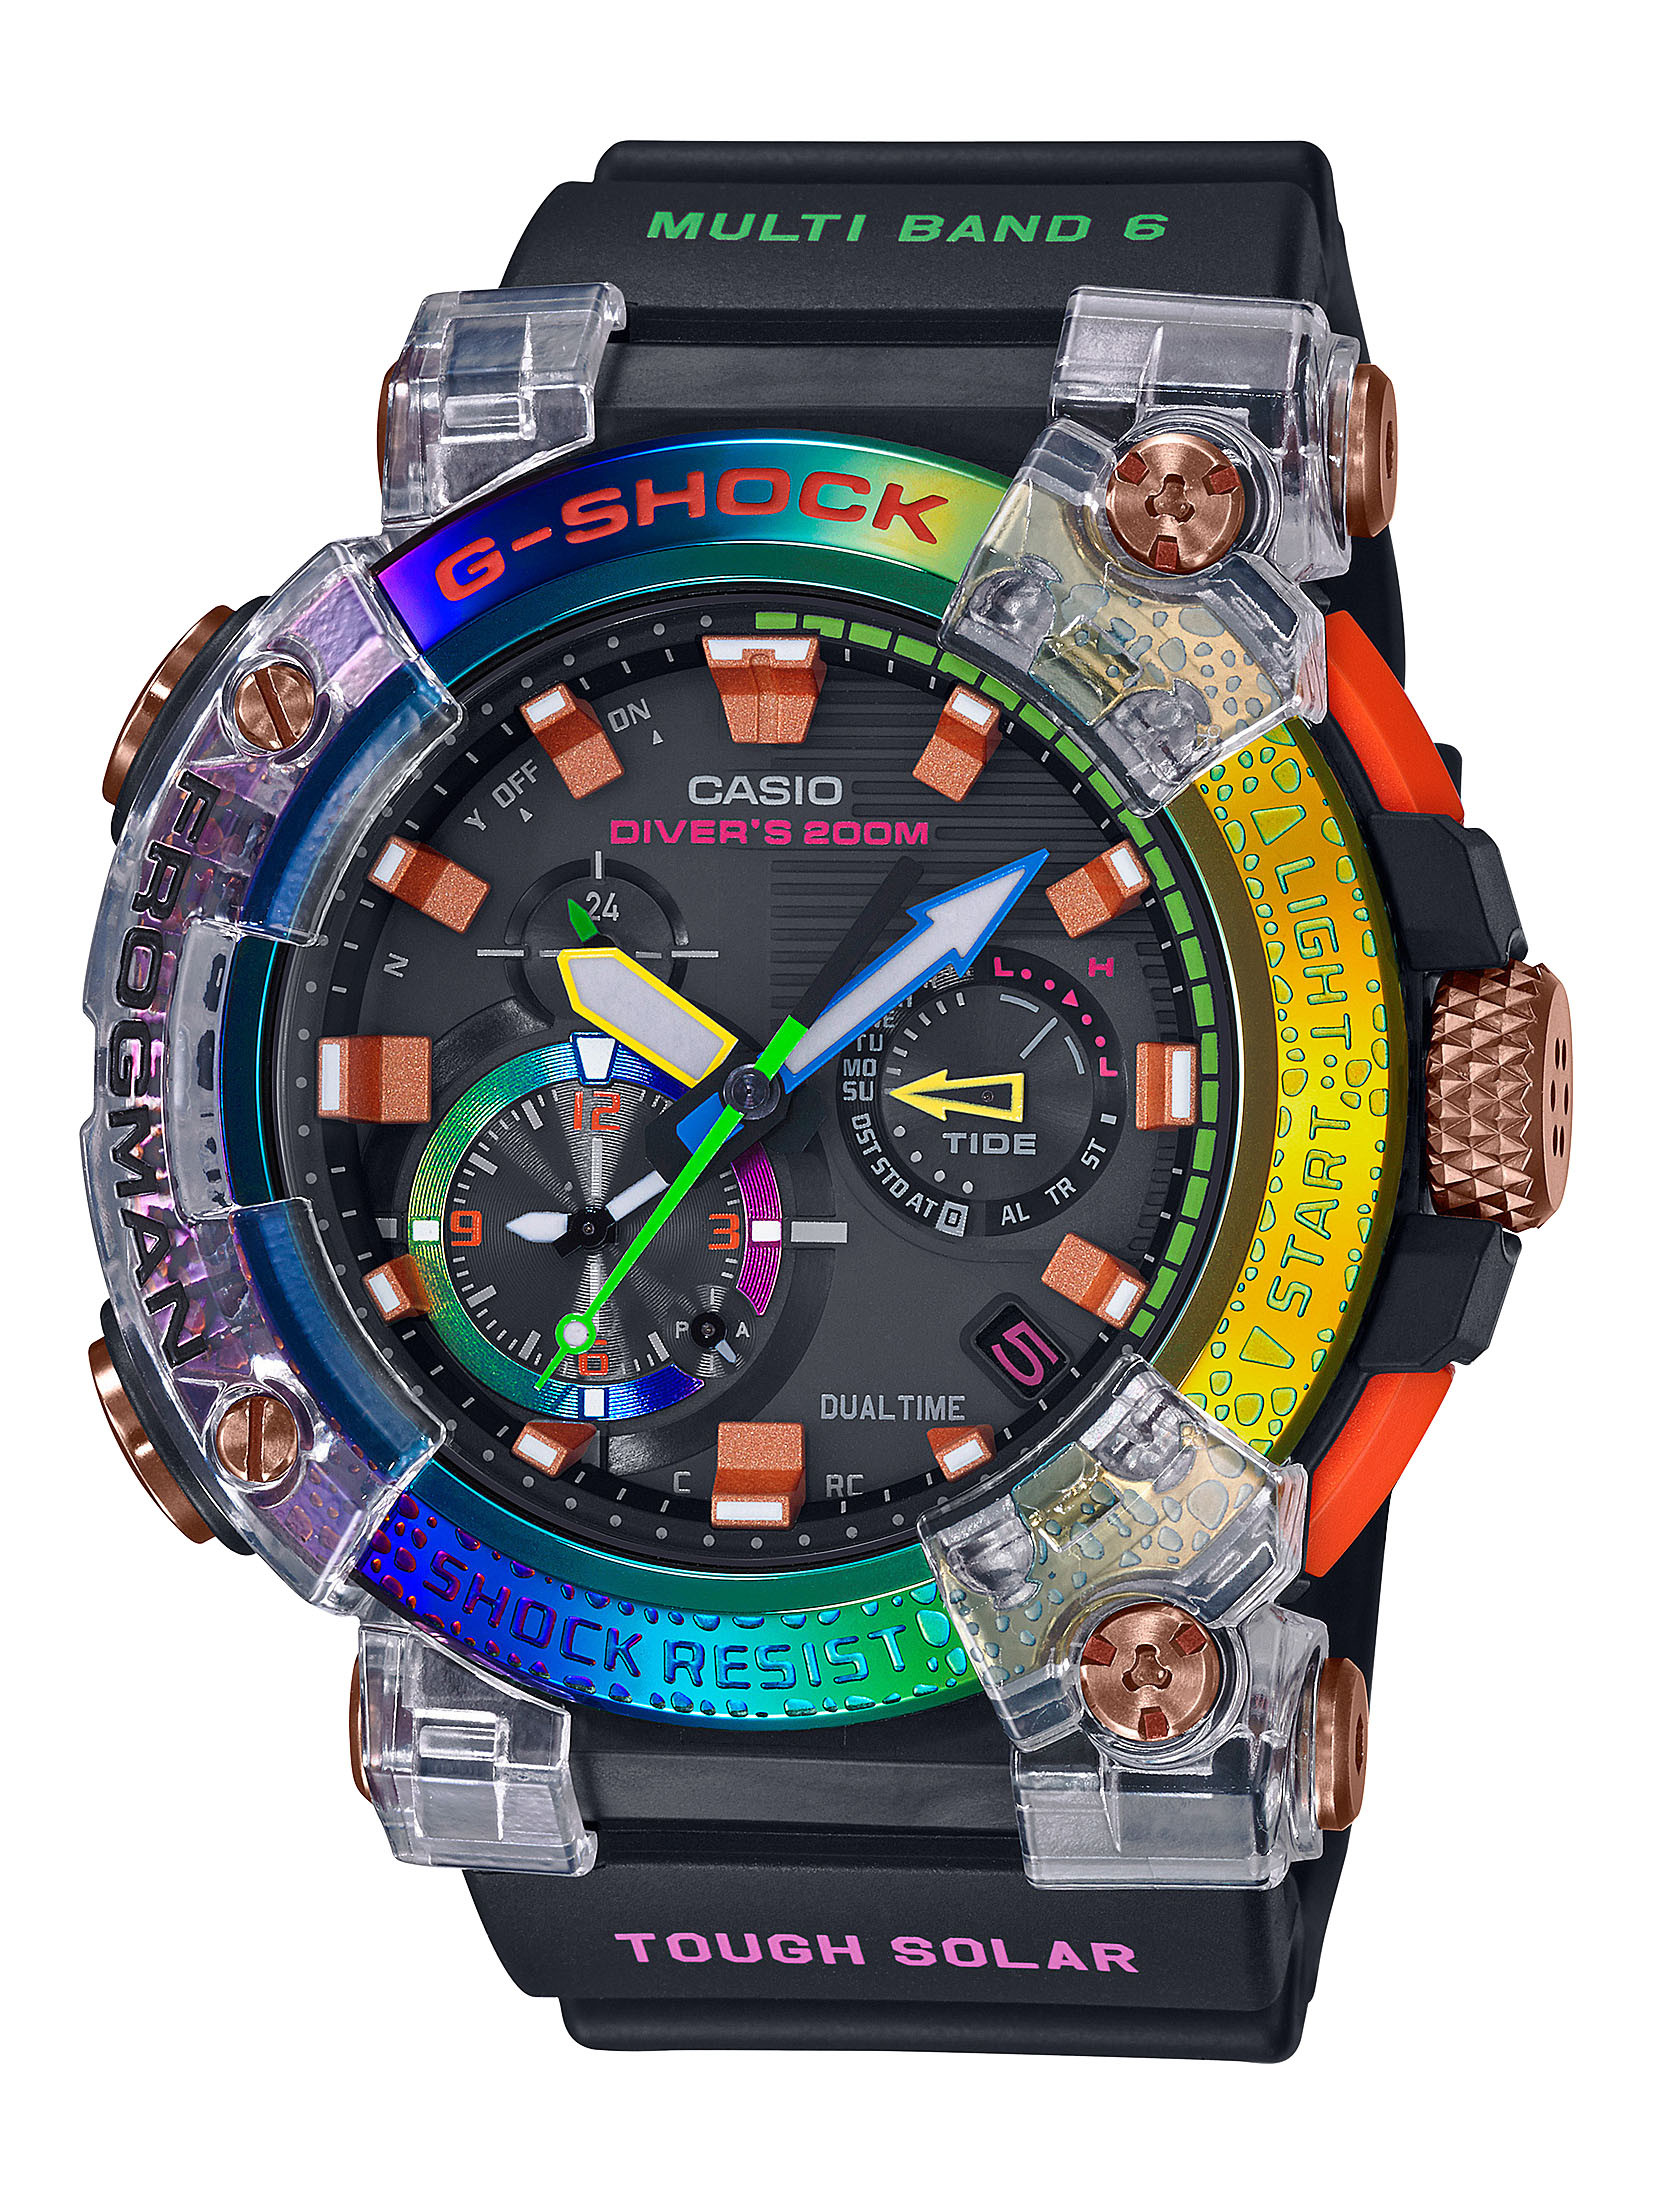 MULTI BAND 6
G-SHOCK
ON
Y OFF
CASIO
DIVER'S 200M
24
N
L H
L
TU
MO
SU
TIDE
DST STD AT D
AL TR ST I
12
9 3
6
P A
5
DUAL TIME
C RC
FROGMAN
LIGHT
START
SHOCK RESIST
TOUGH SOLAR